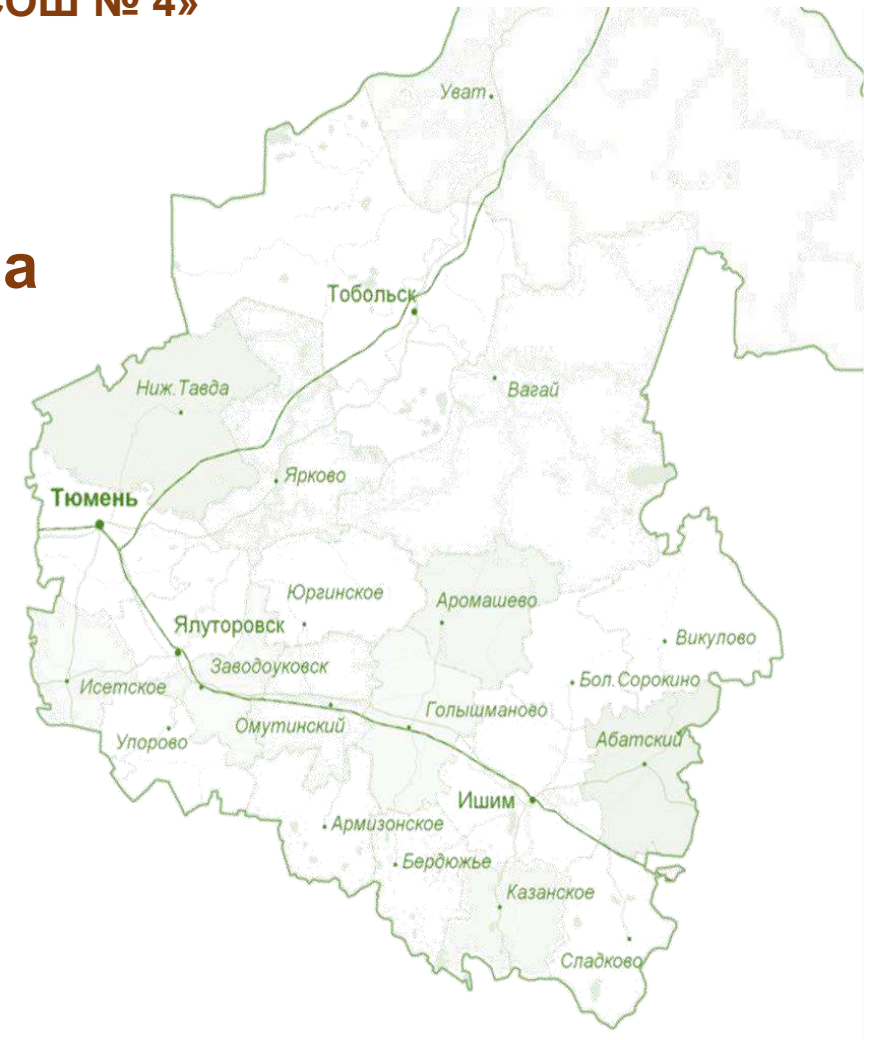 СОШ № 4»
Уват
а
Тобольск
Ниж.Тавда
Вагай
Ярково
Тюмень
Юргинское
Аромашево
Ялуторовск
Викулово
Заводоуковск
Исетское
Бол.Сорокино
Голышманово
Омутинский
Упорово
Абатский
Ишим
Армизонское
Бердюжье
Казанское
Сладково